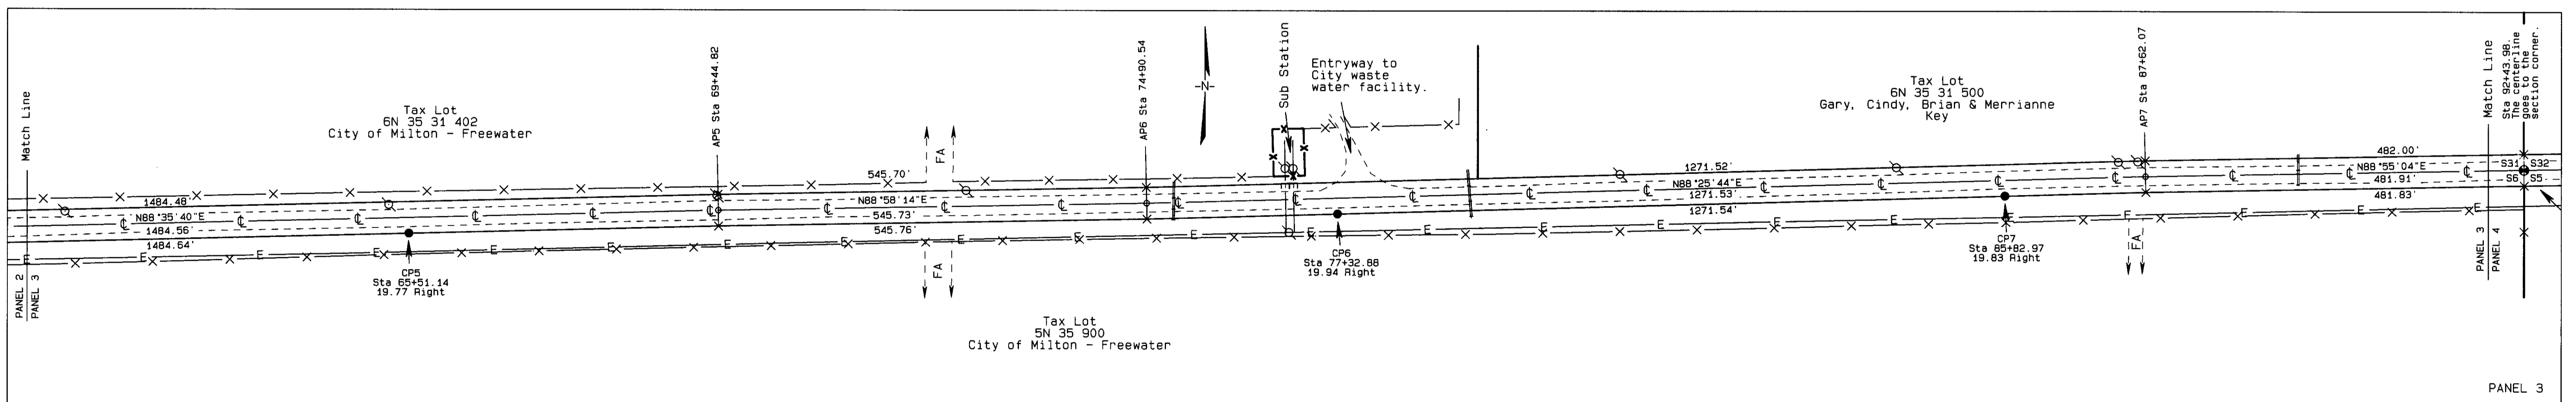 Match Line
PANEL 2
PANEL 3
Tax Lot
6N 35 31 402
City of Milton - Freewater
1484.48'
N88°35'40"E
1484.56'
1484.64'
CP5
Sta 65+51.14
19.77 Right
AP5 Sta 69+44.82
FA
FA
545.70'
N88°58'14"E
545.73'
545.76'
AP6 Sta 74+90.54
-N-
Sub Station
Entryway to
City waste
water facility.
CP6
Sta 77+32.88
19.94 Right
Tax Lot
5N 35 900
City of Milton - Freewater
1271.52'
N88°25'44"E
1271.53'
1271.54'
Tax Lot
6N 35 31 500
Gary, Cindy, Brian & Merrianne
Key
CP7
Sta 85+82.97
19.83 Right
AP7 Sta 87+62.07
FA
482.00'
N88°55'04"E
481.91'
481.83'
Match Line
PANEL 3
PANEL 4
Sta 92+43.98.
The centerline
goes to the
section corner.
S31 S32
S6 S5
℄ ℄ ℄ ℄ ℄ ℄ ℄ ℄ ℄ ℄ ℄ ℄ ℄ ℄ ℄ ℄ ℄ ℄ ℄ ℄ ℄
E E E E E E E E E E E E E E E E E E E
PANEL 3